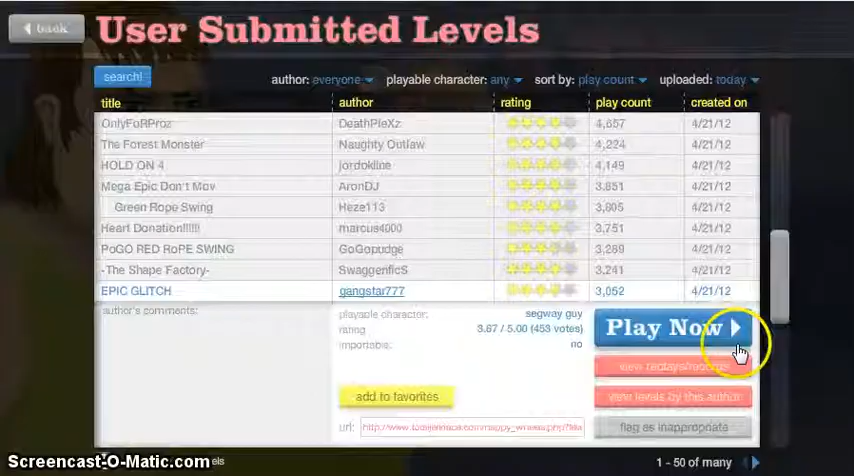 back
User Submitted Levels
search!
author: everyone playable character: any sort by: play count uploaded: today
title author rating play count created on
OnlyFoRProz DeathPieXz 4,657 4/21/12
The Forest Monster Naughty Outlaw 4,224 4/21/12
HOLD ON 4 jordokline 4,149 4/21/12
Mega Epic Don't Mov AronDJ 3,851 4/21/12
Green Rope Swing Heze113 3,805 4/21/12
Heart Donation!!!!!! marcus4000 3,751 4/21/12
PoGO RED RoPE SWING GoGopudge 3,289 4/21/12
-The Shape Factory- SwaggenficS 3,241 4/21/12
EPIC GLITCH gangstar777 3,052 4/21/12
author's comments:
playable character: segway guy
rating 3.67 / 5.00 (453 votes)
importable: no
Play Now
view replays/records
view levels by this author
add to favorites
flag as inappropriate
url:
Screencast-O-Matic.com
1 - 50 of many